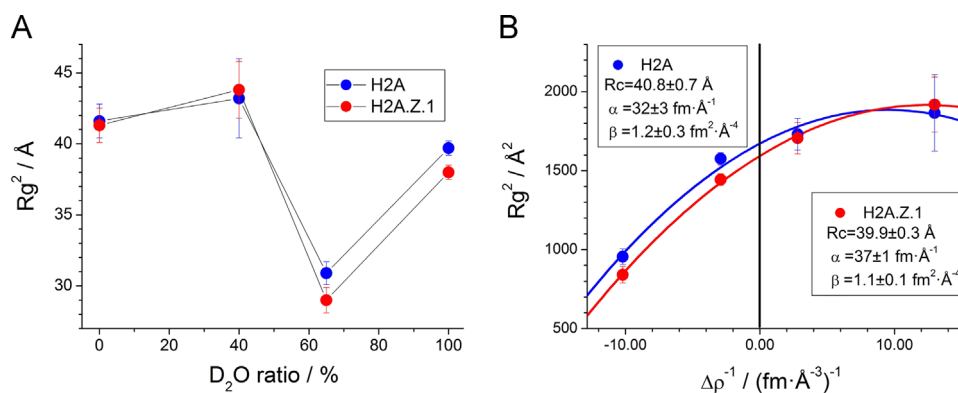 A
Rg² / Å
45
40
35
30
0
20
40
60
80
100
D₂O ratio / %
H2A
H2A.Z.1
B
Rg² / Å²
2000
1500
1000
500
-10.00
0.00
10.00
Δρ⁻¹ / (fm·Å⁻³)⁻¹
H2A
Rc=40.8±0.7 Å
α =32±3 fm·Å⁻¹
β =1.2±0.3 fm²·Å⁻⁴
H2A.Z.1
Rc=39.9±0.3 Å
α =37±1 fm·Å⁻¹
β =1.1±0.1 fm²·Å⁻⁴